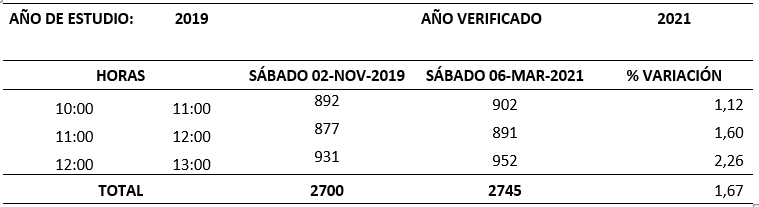 AÑO DE ESTUDIO: 2019 AÑO VERIFICADO 2021
HORAS SÁBADO 02-NOV-2019 SÁBADO 06-MAR-2021 % VARIACIÓN
10:00 11:00 892 902 1,12
11:00 12:00 877 891 1,60
12:00 13:00 931 952 2,26
TOTAL 2700 2745 1,67